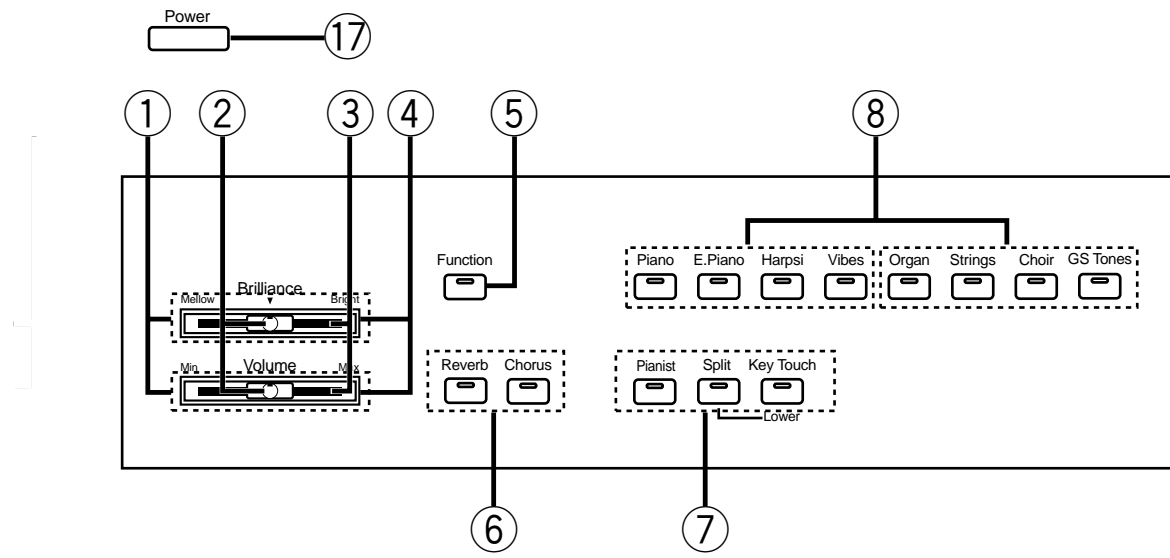 Power
17
1 2 3 4 5 8
Function
Piano E.Piano Harpsi Vibes Organ Strings Choir GS Tones
Brilliance
Mellow Bright
Volume
Min Max
Reverb Chorus
Pianist Split Key Touch
Lower
6 7